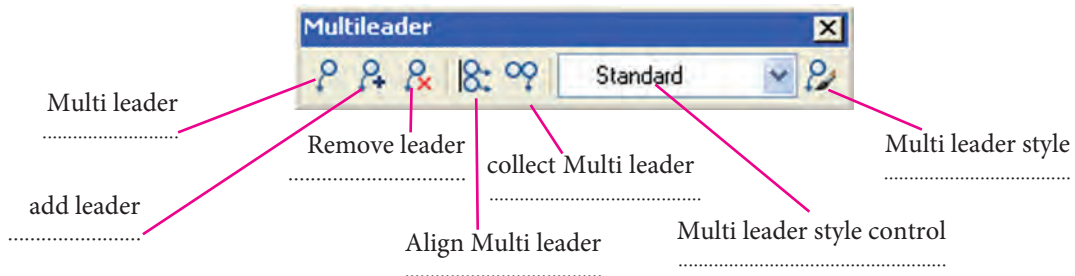 Multileader
Standard
Multi leader
Remove leader
collect Multi leader
Multi leader style
add leader
Align Multi leader
Multi leader style control